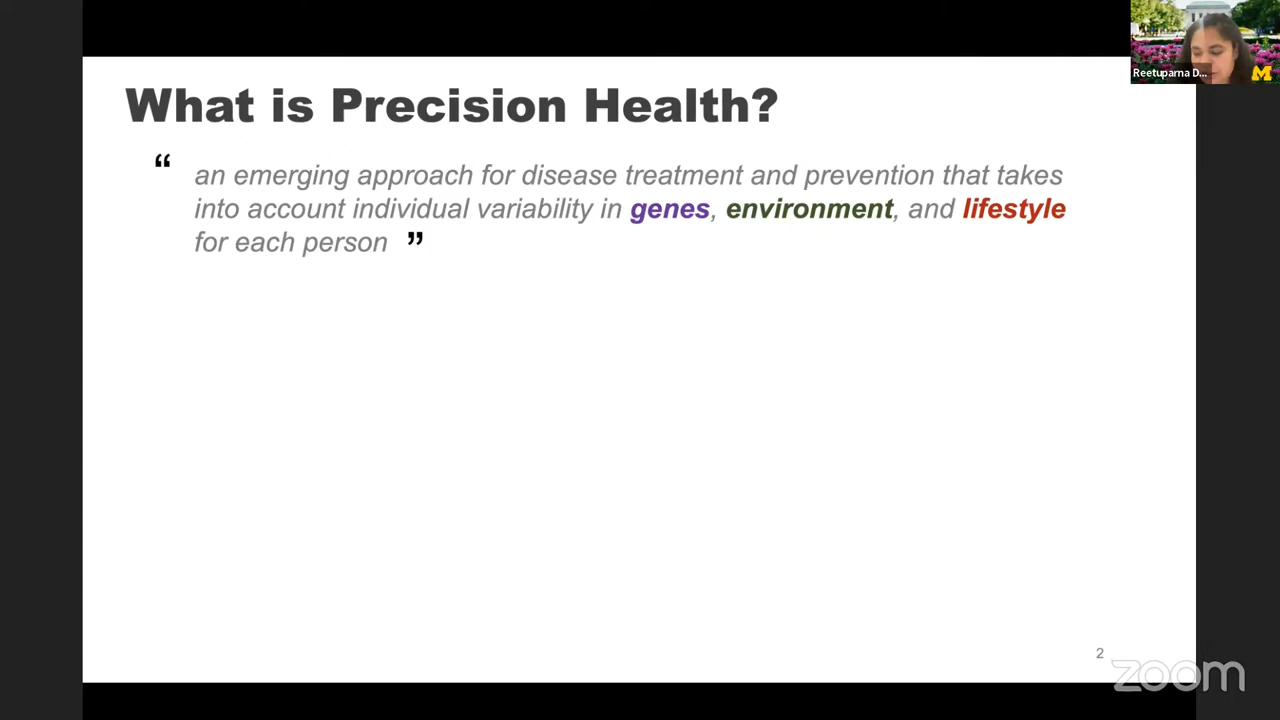 What is Precision Health?
“ an emerging approach for disease treatment and prevention that takes
into account individual variability in genes, environment, and lifestyle
for each person ”
Reetuparna D...
M
2
zoom